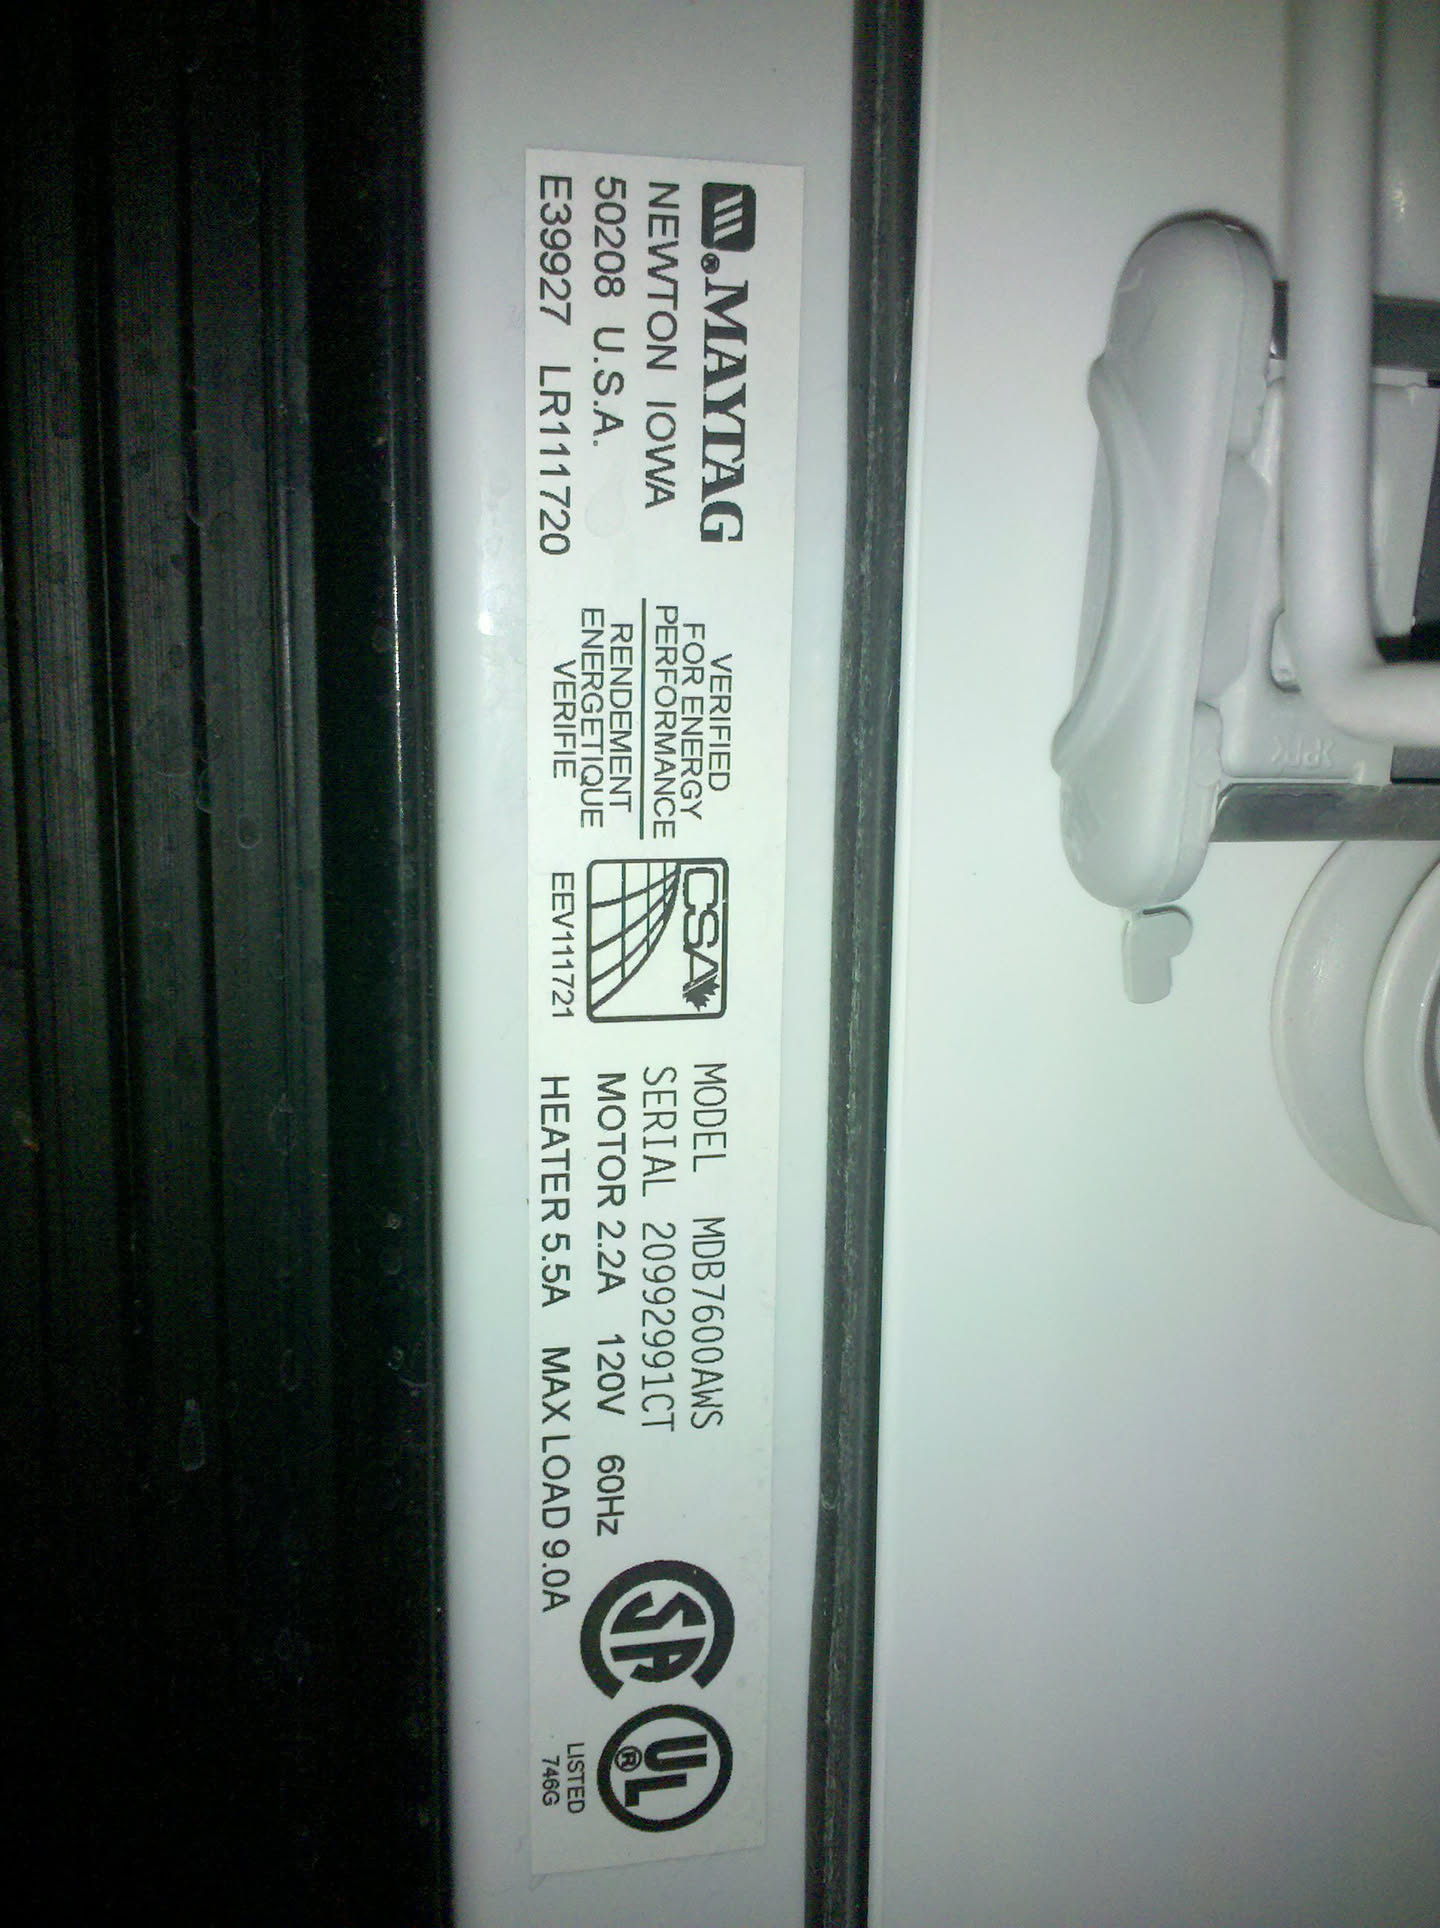 MAYTAG
®
NEWTON IOWA
50208 U.S.A.
E39927 LR111720
VERIFIED
FOR ENERGY
PERFORMANCE
RENDEMENT
ENERGETIQUE
VERIFIE
CSA
EEV111721
MODEL MDB7600AWS
SERIAL 20992991CT
MOTOR 2.2A 120V 60Hz
HEATER 5.5A MAX LOAD 9.0A
SA
UL
®
LISTED
746G